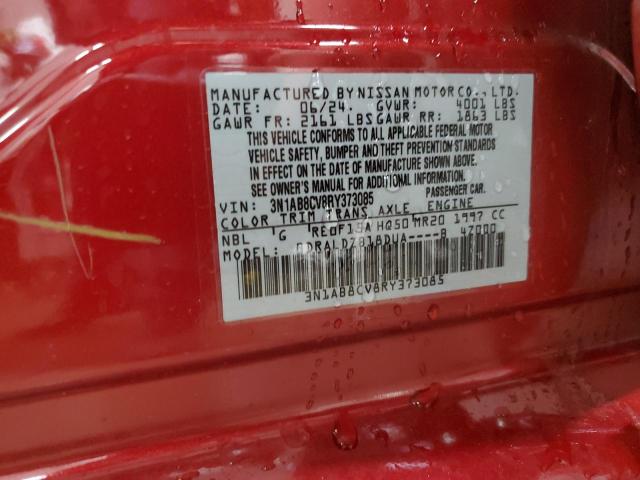 MANUFACTURED BY NISSAN MOTOR CO., LTD.
DATE: 06/24 GVWR: 4001 LBS
GAWR FR: 2161 LBS GAWR RR: 1863 LBS
THIS VEHICLE CONFORMS TO ALL APPLICABLE FEDERAL MOTOR
VEHICLE SAFETY, BUMPER AND THEFT PREVENTION STANDARDS
IN EFFECT ON THE DATE OF MANUFACTURE SHOWN ABOVE.
SEE OWNER'S MANUAL FOR ADDITIONAL INFORMATION.
VIN: 3N1AB8CV8RY373085 PASSENGER CAR
COLOR TRIM TRANS AXLE ENGINE
NBL G RE0F15A HQ50 MR20 1997 CC
BDRALDZB18DUA----B 47000
3N1AB8CV8RY373085